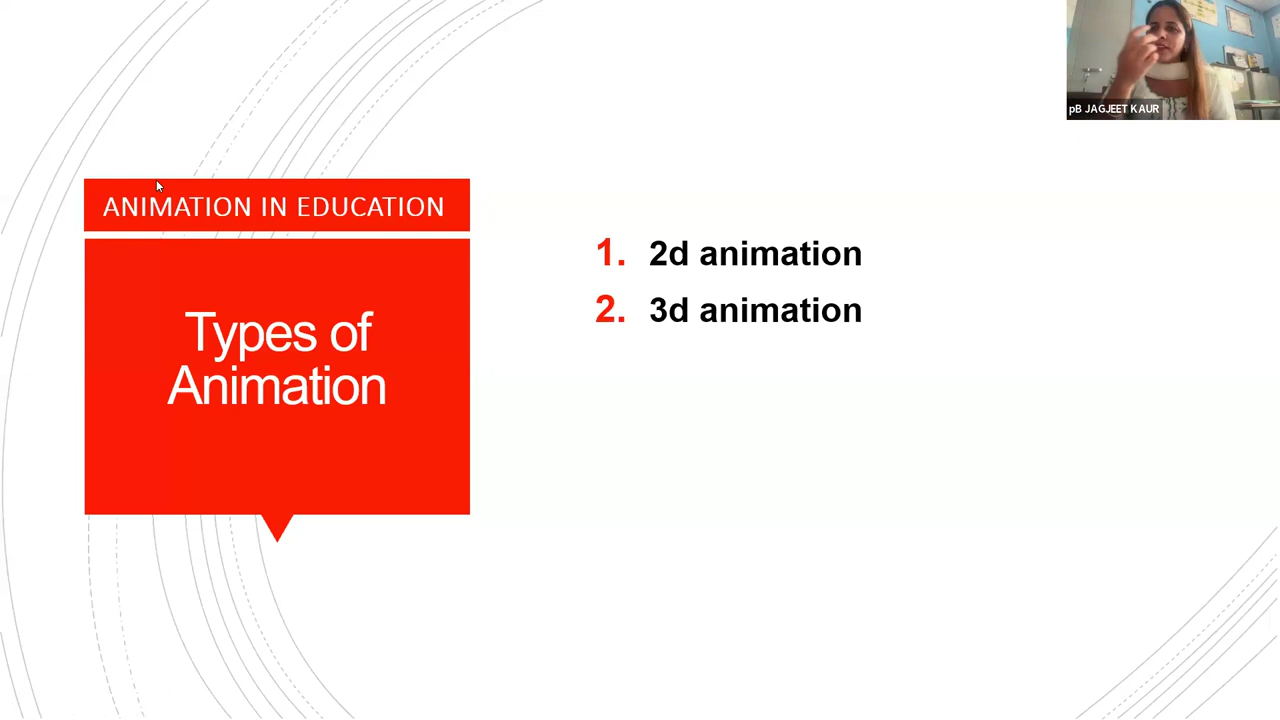 pB JAGJEET KAUR
ANIMATION IN EDUCATION
Types of
Animation
1. 2d animation
2. 3d animation